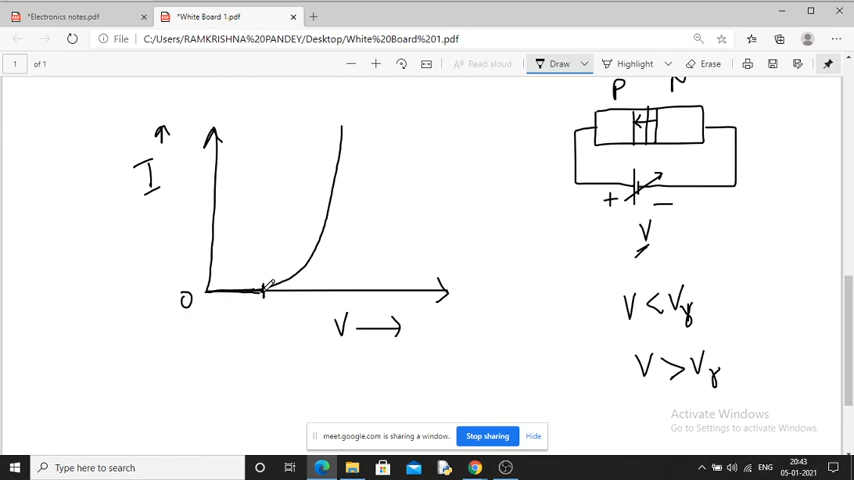 *Electronics notes.pdf
*White Board 1.pdf
File
C:/Users/RAMKRISHNA%20PANDEY/Desktop/White%20Board%201.pdf
1
of 1
Read aloud
Draw
Highlight
Erase
P N
I
+ −
V
0
V →
V < Vγ
V > Vγ
Activate Windows
Go to Settings to activate Windows.
meet.google.com is sharing a window.
Stop sharing
Hide
Type here to search
ENG
20:43
05-01-2021